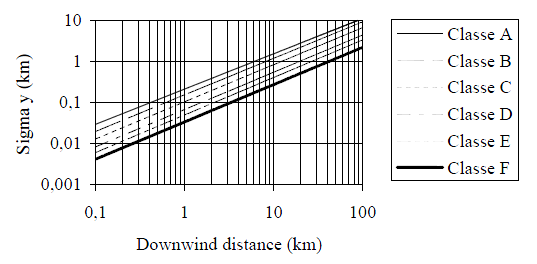 10
1
0.1
0.01
0.001
Sigma y (km)
0.1 1 10 100
Downwind distance (km)
Classe A
Classe B
Classe C
Classe D
Classe E
Classe F